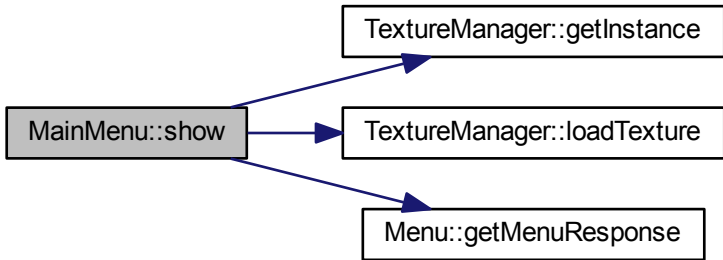 TextureManager::getInstance
MainMenu::show
TextureManager::loadTexture
Menu::getMenuResponse